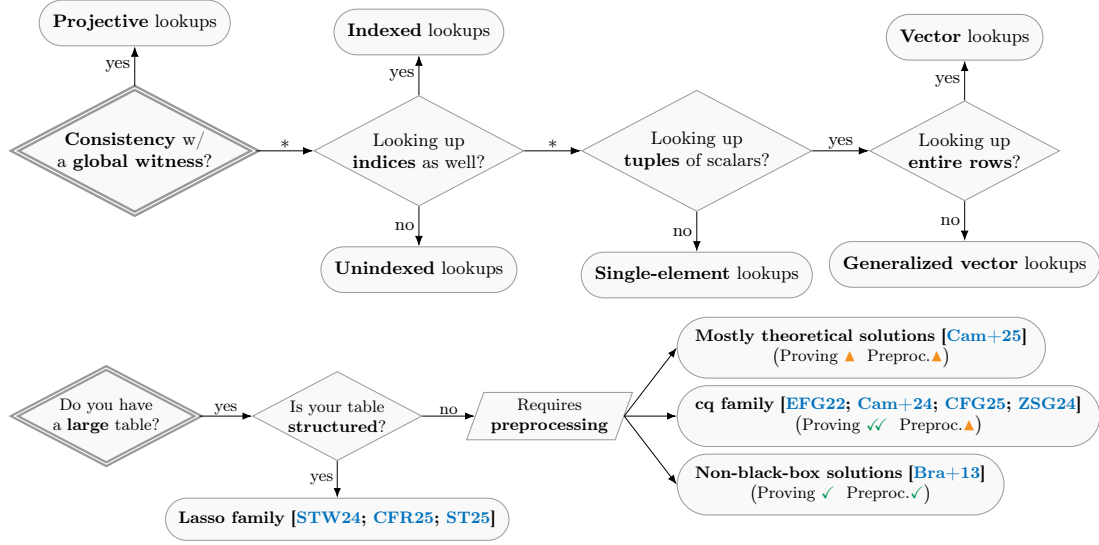 Projective lookups
yes
Consistency w/
a global witness?
*
Indexed lookups
yes
Looking up
indices as well?
no
Unindexed lookups
*
Looking up
tuples of scalars?
no
Single-element lookups
yes
Vector lookups
yes
Looking up
entire rows?
no
Generalized vector lookups
Do you have
a large table?
yes
Is your table
structured?
yes
Lasso family [STW24; CFR25; ST25]
no
Requires
preprocessing
Mostly theoretical solutions [Cam+25]
(Proving ▲ Preproc.▲)
cq family [EFG22; Cam+24; CFG25; ZSG24]
(Proving ✓✓ Preproc.▲)
Non-black-box solutions [Bra+13]
(Proving ✓ Preproc.✓)